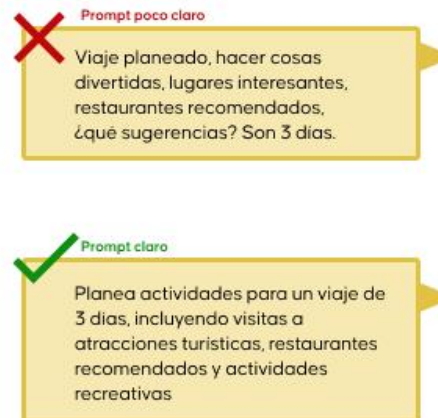 Prompt poco claro
Viaje planeado, hacer cosas
divertidas, lugares interesantes,
restaurantes recomendados,
¿qué sugerencias? Son 3 días.
Prompt claro
Planea actividades para un viaje de
3 dias, incluyendo visitas a
atracciones turísticas, restaurantes
recomendados y actividades
recreativas